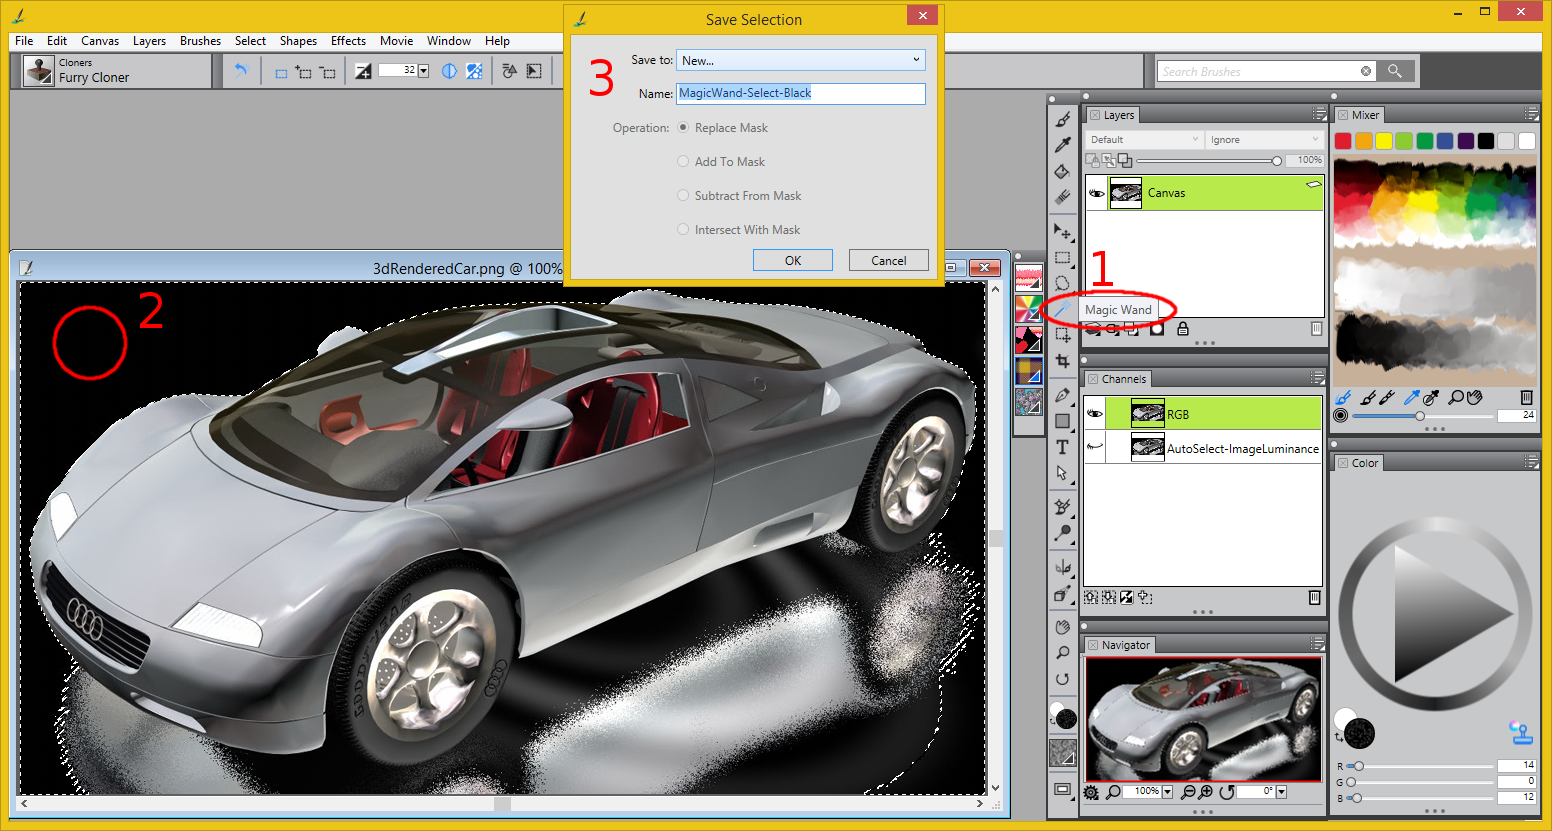 Save Selection
File Edit Canvas Layers Brushes Select Shapes Effects Movie Window Help
Cloners
Furry Cloner
32
3
Save to: New...
Name: MagicWand-Select-Black
Operation: Replace Mask
Add To Mask
Subtract From Mask
Intersect With Mask
OK Cancel
Search Brushes
Layers
Default Ignore
100%
Canvas
1
Magic Wand
Mixer
24
3dRenderedCar.png @ 100%
2
Channels
RGB
AutoSelect-ImageLuminance
T
Color
Navigator
100% 0°
R 14
G 0
B 12